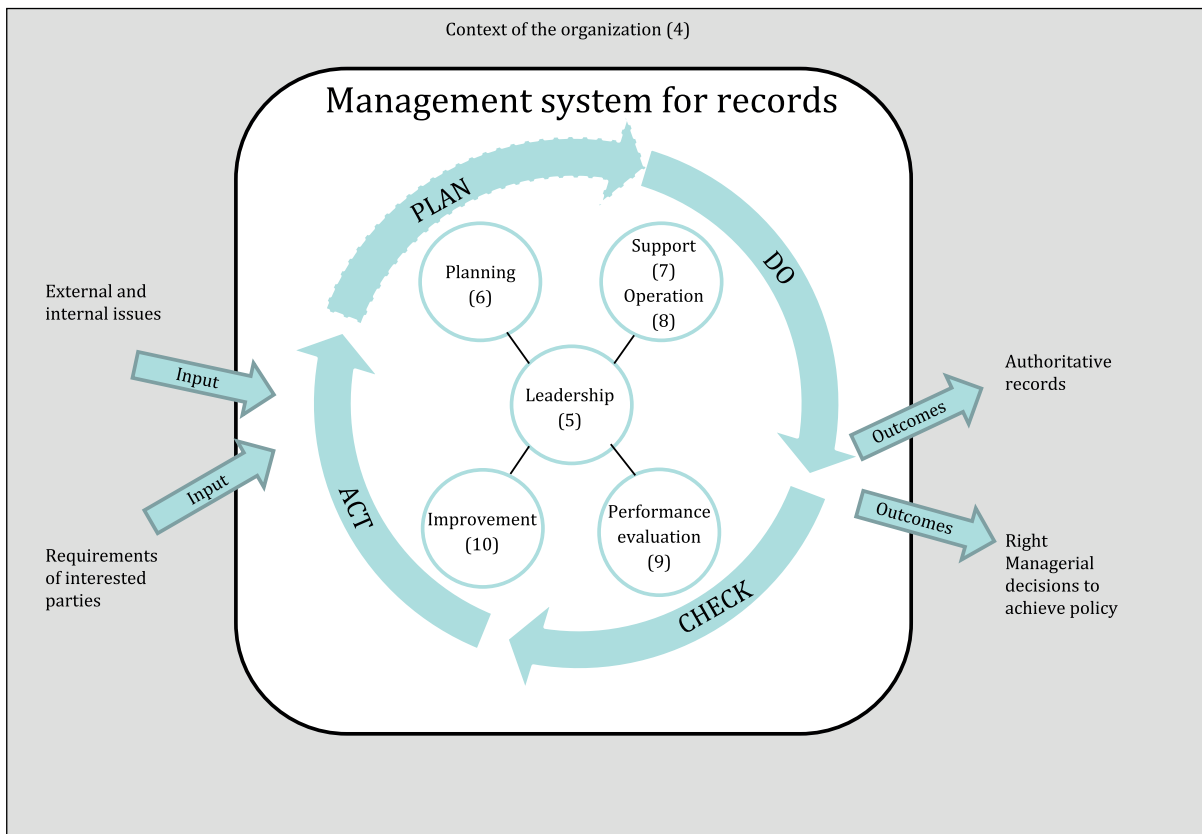 Context of the organization (4)
Management system for records
PLAN
DO
Planning
(6)
Support
(7)
Operation
(8)
External and
internal issues
Input
Leadership
(5)
Authoritative
records
Outcomes
Input
ACT
Improvement
(10)
Performance
evaluation
(9)
Outcomes
Requirements
of interested
parties
Right
Managerial
decisions to
achieve policy
CHECK